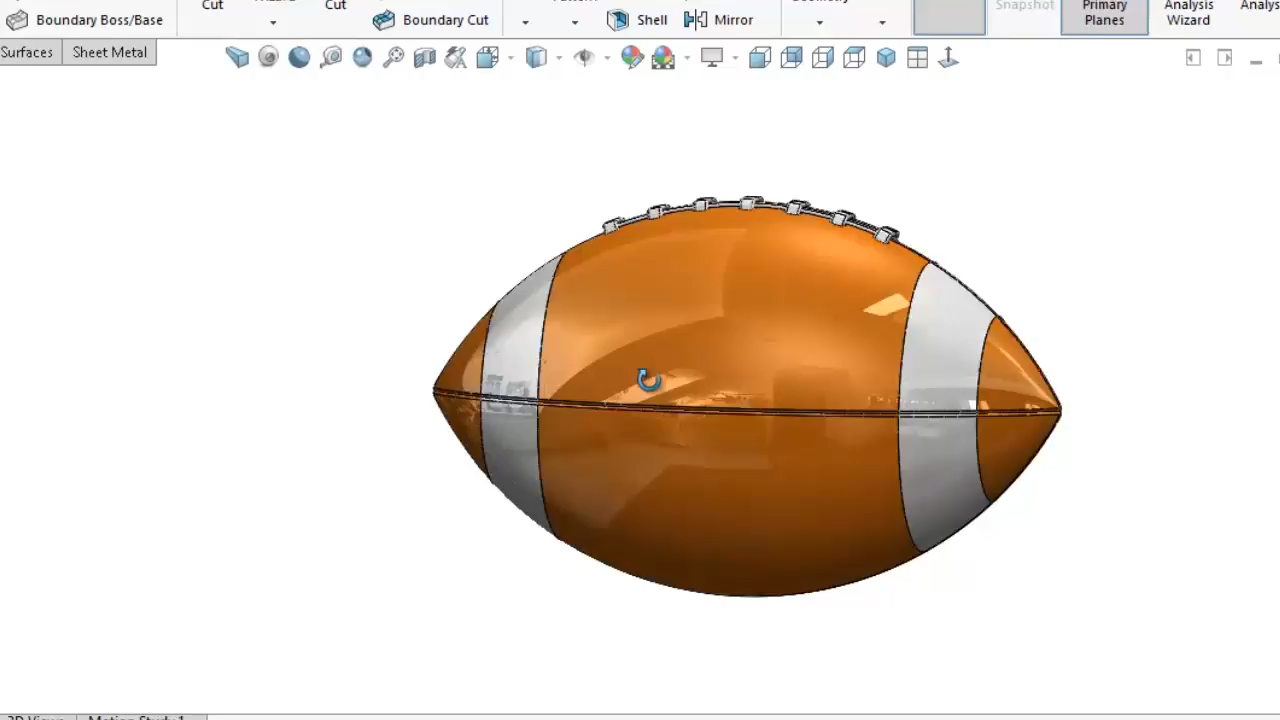 Cut
Cut
Snapshot
Primary
Planes
Analysis
Wizard
Boundary Boss/Base
Boundary Cut
Shell
Mirror
Surfaces
Sheet Metal
3D Views
Motion Study 1